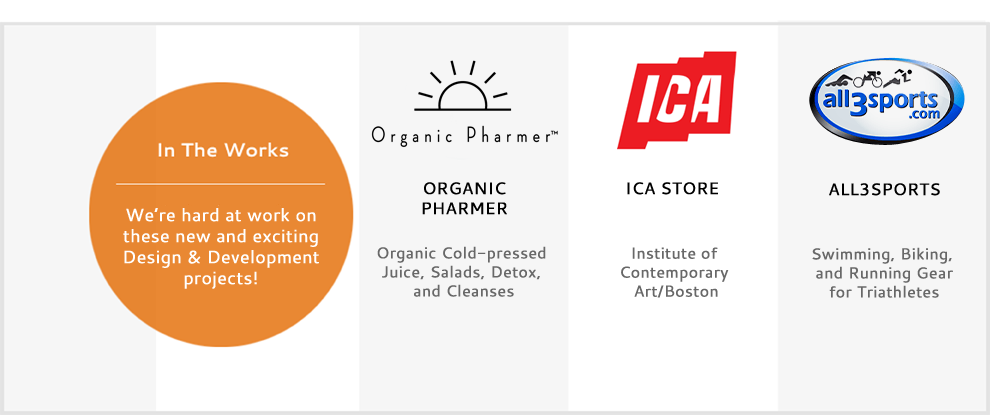 In The Works
We're hard at work on
these new and exciting
Design & Development
projects!
Organic Pharmer™
ORGANIC
PHARMER
Organic Cold-pressed
Juice, Salads, Detox,
and Cleanses
ICA
ICA STORE
Institute of
Contemporary
Art/Boston
all3sports
.com
ALL3SPORTS
Swimming, Biking,
and Running Gear
for Triathletes